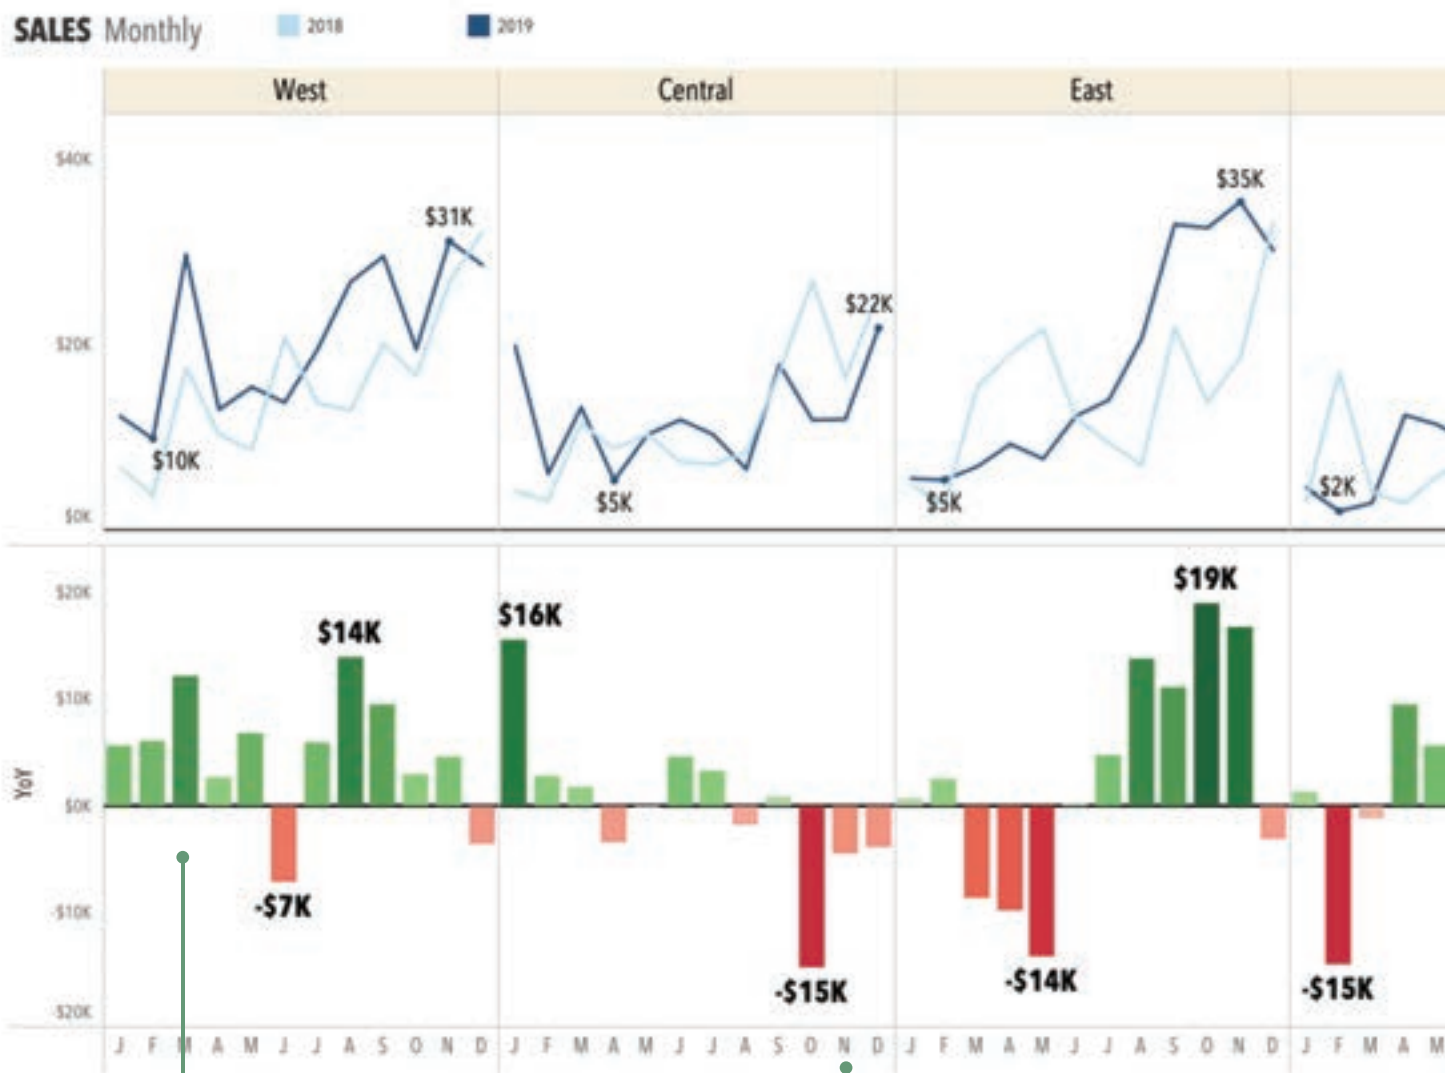 SALES Monthly 2018 2019
West Central East
$40K
$20K
$0K
$31K
$10K
$22K
$5K
$35K
$5K
$2K
YoY
$20K
$10K
$0K
-$10K
-$20K
$14K
-$7K
$16K
-$15K
$19K
-$14K
-$15K
J F M A M J J A S O N D J F M A M J J A S O N D J F M A M J J A S O N D J F M A M